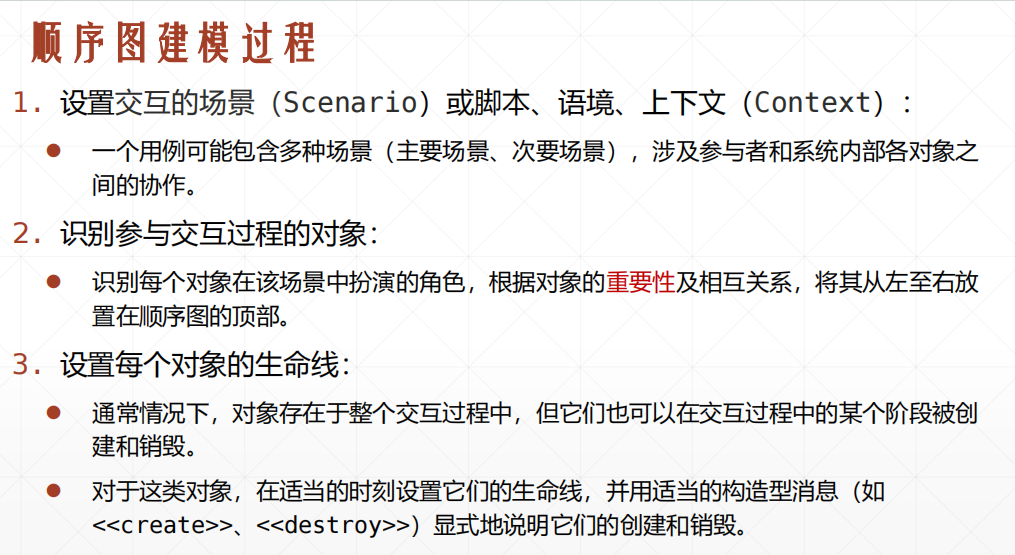 顺序图建模过程
1. 设置交互的场景（Scenario）或脚本、语境、上下文（Context）：
● 一个用例可能包含多种场景（主要场景、次要场景），涉及参与者和系统内部各对象之
间的协作。
2. 识别参与交互过程的对象：
● 识别每个对象在该场景中扮演的角色，根据对象的重要性及相互关系，将其从左至右放
置在顺序图的顶部。
3. 设置每个对象的生命线：
● 通常情况下，对象存在于整个交互过程中，但它们也可以在交互过程中的某个阶段被创
建和销毁。
● 对于这类对象，在适当的时刻设置它们的生命线，并用适当的构造型消息（如
<<create>>、<<destroy>>）显式地说明它们的创建和销毁。